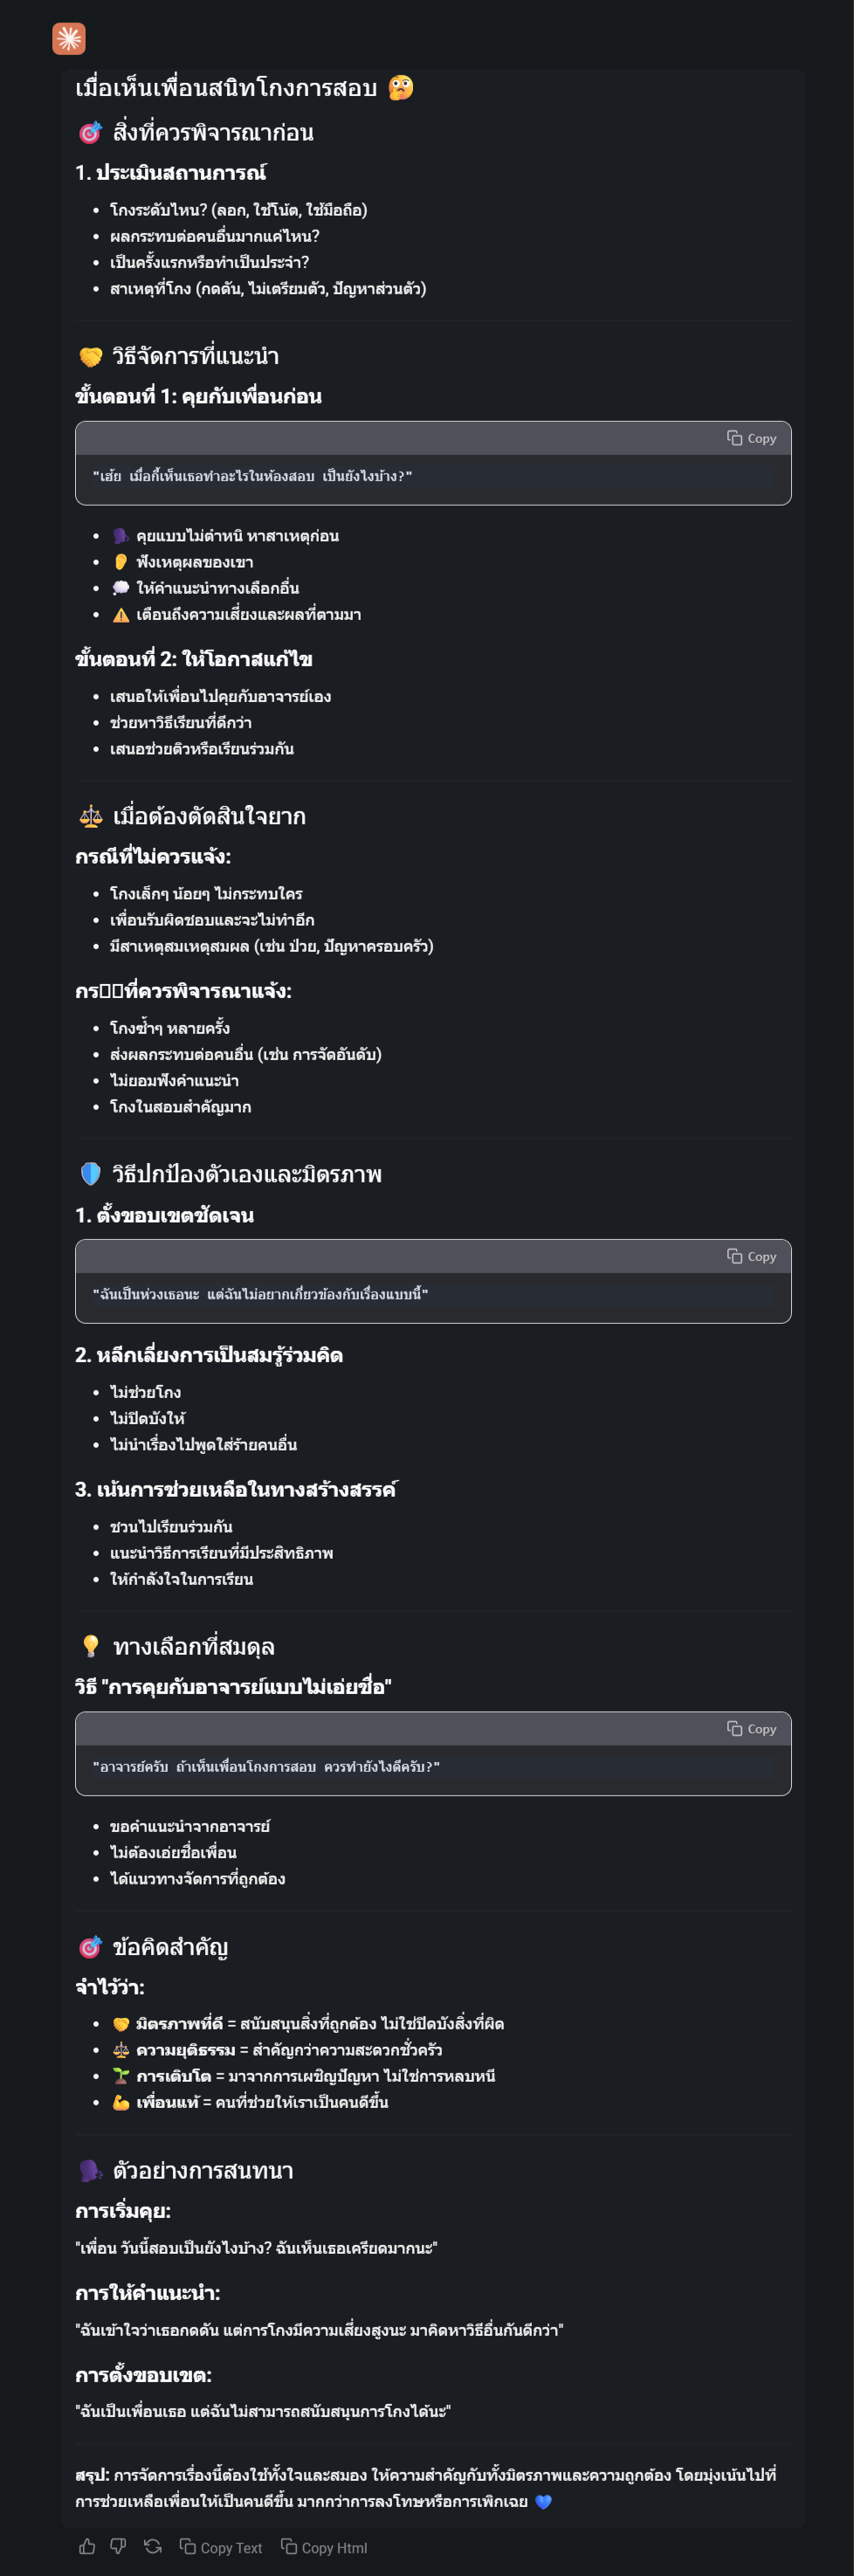 เมื่อเห็นเพื่อนสนิทโกงการสอบ 🤔
🎯 สิ่งที่ควรพิจารณาก่อน
1. ประเมินสถานการณ์
• โกงระดับไหน? (ลอก, ใช้โน้ต, ใช้มือถือ)
• ผลกระทบต่อคนอื่นมากแค่ไหน?
• เป็นครั้งแรกหรือทำเป็นประจำ?
• สาเหตุที่โกง (กดดัน, ไม่เตรียมตัว, ปัญหาส่วนตัว)
🤝 วิธีจัดการที่แนะนำ
ขั้นตอนที่ 1: คุยกับเพื่อนก่อน
Copy
"เฮ้ย เมื่อกี้เห็นเธอทำอะไรในห้องสอบ เป็นยังไงบ้าง?"
• 🗣️ คุยแบบไม่ตำหนิ หาสาเหตุก่อน
• 👂 ฟังเหตุผลของเขา
• 💭 ให้คำแนะนำทางเลือกอื่น
• ⚠️ เตือนถึงความเสี่ยงและผลที่ตามมา
ขั้นตอนที่ 2: ให้โอกาสแก้ไข
• เสนอให้เพื่อนไปคุยกับอาจารย์เอง
• ช่วยหาวิธีเรียนที่ดีกว่า
• เสนอช่วยติวหรือเรียนร่วมกัน
⚖️ เมื่อต้องตัดสินใจยาก
กรณีที่ไม่ควรแจ้ง:
• โกงเล็กๆ น้อยๆ ไม่กระทบใคร
• เพื่อนรับผิดชอบและจะไม่ทำอีก
• มีสาเหตุสมเหตุสมผล (เช่น ป่วย, ปัญหาครอบครัว)
กร▯▯ที่ควรพิจารณาแจ้ง:
• โกงซ้ำๆ หลายครั้ง
• ส่งผลกระทบต่อคนอื่น (เช่น การจัดอันดับ)
• ไม่ยอมฟังคำแนะนำ
• โกงในสอบสำคัญมาก
🛡️ วิธีปกป้องตัวเองและมิตรภาพ
1. ตั้งขอบเขตชัดเจน
Copy
"ฉันเป็นห่วงเธอนะ แต่ฉันไม่อยากเกี่ยวข้องกับเรื่องแบบนี้"
2. หลีกเลี่ยงการเป็นสมรู้ร่วมคิด
• ไม่ช่วยโกง
• ไม่ปิดบังให้
• ไม่นำเรื่องไปพูดใส่ร้ายคนอื่น
3. เน้นการช่วยเหลือในทางสร้างสรรค์
• ชวนไปเรียนร่วมกัน
• แนะนำวิธีการเรียนที่มีประสิทธิภาพ
• ให้กำลังใจในการเรียน
💡 ทางเลือกที่สมดุล
วิธี "การคุยกับอาจารย์แบบไม่เอ่ยชื่อ"
Copy
"อาจารย์ครับ ถ้าเห็นเพื่อนโกงการสอบ ควรทำยังไงดีครับ?"
• ขอคำแนะนำจากอาจารย์
• ไม่ต้องเอ่ยชื่อเพื่อน
• ได้แนวทางจัดการที่ถูกต้อง
🎯 ข้อคิดสำคัญ
จำไว้ว่า:
• 🤝 มิตรภาพที่ดี = สนับสนุนสิ่งที่ถูกต้อง ไม่ใช่ปิดบังสิ่งที่ผิด
• ⚖️ ความยุติธรรม = สำคัญกว่าความสะดวกชั่วครัว
• 🌱 การเติบโต = มาจากการเผชิญปัญหา ไม่ใช่การหลบหนี
• 💪 เพื่อนแท้ = คนที่ช่วยให้เราเป็นคนดีขึ้น
🗣️ ตัวอย่างการสนทนา
การเริ่มคุย:
"เพื่อน วันนี้สอบเป็นยังไงบ้าง? ฉันเห็นเธอเครียดมากนะ"
การให้คำแนะนำ:
"ฉันเข้าใจว่าเธอกดดัน แต่การโกงมีความเสี่ยงสูงนะ มาคิดหาวิธีอื่นกันดีกว่า"
การตั้งขอบเขต:
"ฉันเป็นเพื่อนเธอ แต่ฉันไม่สามารถสนับสนุนการโกงได้นะ"
สรุป: การจัดการเรื่องนี้ต้องใช้ทั้งใจและสมอง ให้ความสำคัญกับทั้งมิตรภาพและความถูกต้อง โดยมุ่งเน้นไปที่
การช่วยเหลือเพื่อนให้เป็นคนดีขึ้น มากกว่าการลงโทษหรือการเพิกเฉย 💙
Copy Text Copy Html